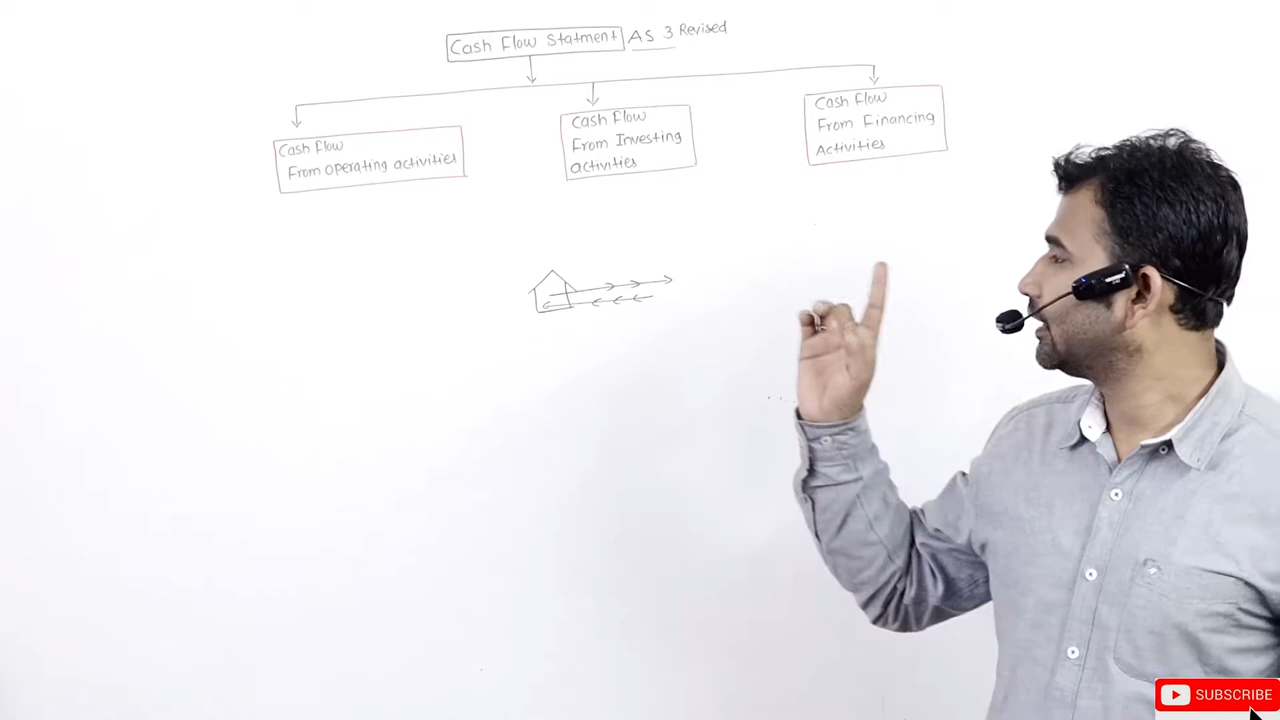 Cash Flow Statment AS 3 Revised
Cash Flow
From operating activities
Cash Flow
From Investing
activities
Cash Flow
From Financing
Activities
SUBSCRIBE